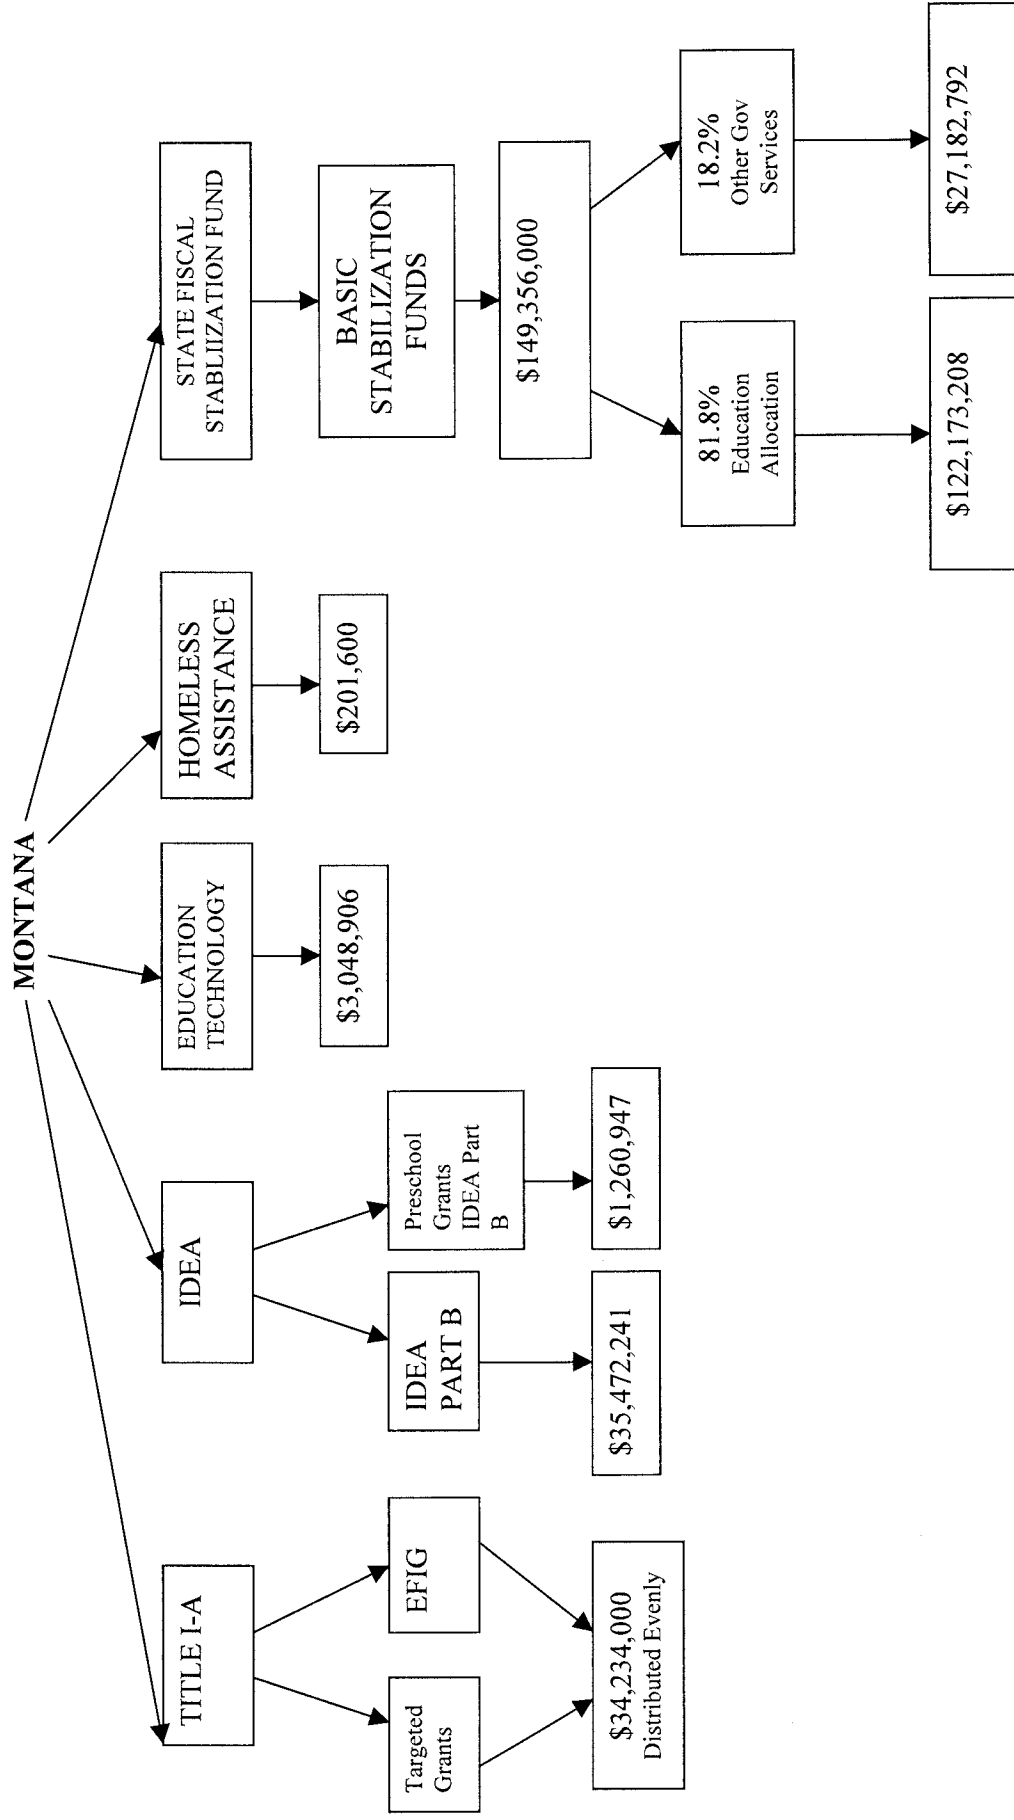 MONTANA
TITLE I-A
IDEA
EDUCATION
TECHNOLOGY
HOMELESS
ASSISTANCE
STATE FISCAL
STABLIIZATION FUND
Targeted
Grants
EFIG
$34,234,000
Distributed Evenly
IDEA
PART B
$35,472,241
Preschool
Grants
IDEA Part
B
$1,260,947
$3,048,906
$201,600
BASIC
STABILIZATION
FUNDS
$149,356,000
81.8%
Education
Allocation
$122,173,208
18.2%
Other Gov
Services
$27,182,792